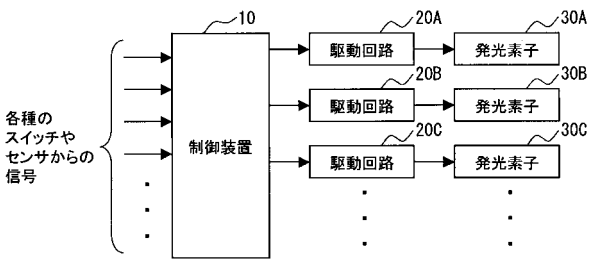 10
20A
30A
駆動回路
発光素子
20B
30B
駆動回路
発光素子
各種の
スイッチや
センサからの
信号
制御装置
20C
30C
駆動回路
発光素子